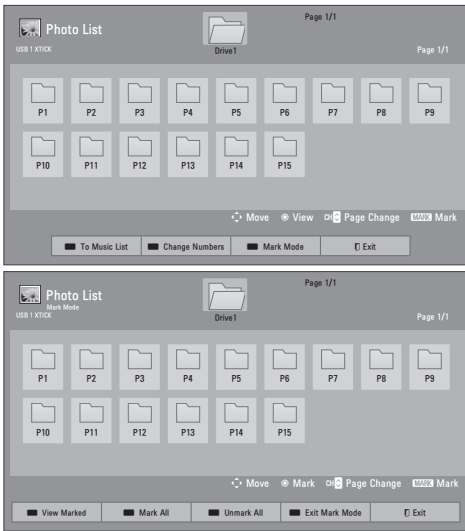 Page 1/1
Photo List
USB 1 XTICK
Drive1
Page 1/1
P1 P2 P3 P4 P5 P6 P7 P8 P9
P10 P11 P12 P13 P14 P15
Move View CH Page Change MARK Mark
To Music List Change Numbers Mark Mode Exit
Page 1/1
Photo List
Mark Mode
USB 1 XTICK
Drive1
Page 1/1
P1 P2 P3 P4 P5 P6 P7 P8 P9
P10 P11 P12 P13 P14 P15
Move Mark CH Page Change MARK Mark
View Marked Mark All Unmark All Exit Mark Mode Exit